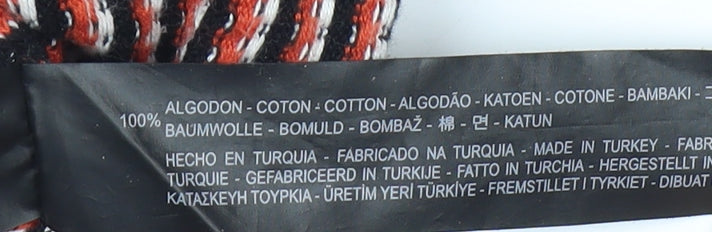 100% ALGODON - COTON - COTTON - ALGODÃO - KATOEN - COTONE - BAMBAKI -
BAUMWOLLE - BOMULD - BOMBAŽ - 棉 - 면 - KATUN
HECHO EN TURQUIA - FABRICADO NA TURQUIA - MADE IN TURKEY - FABR
TURQUIE - GEFABRICEERD IN TURKIJE - FATTO IN TURCHIA - HERGESTELLT IN
ΚΑΤΑΣΚΕΥΗ ΤΟΥΡΚΙΑ - ÜRETİM YERİ TÜRKİYE - FREMSTILLET I TYRKIET - DIBUAT